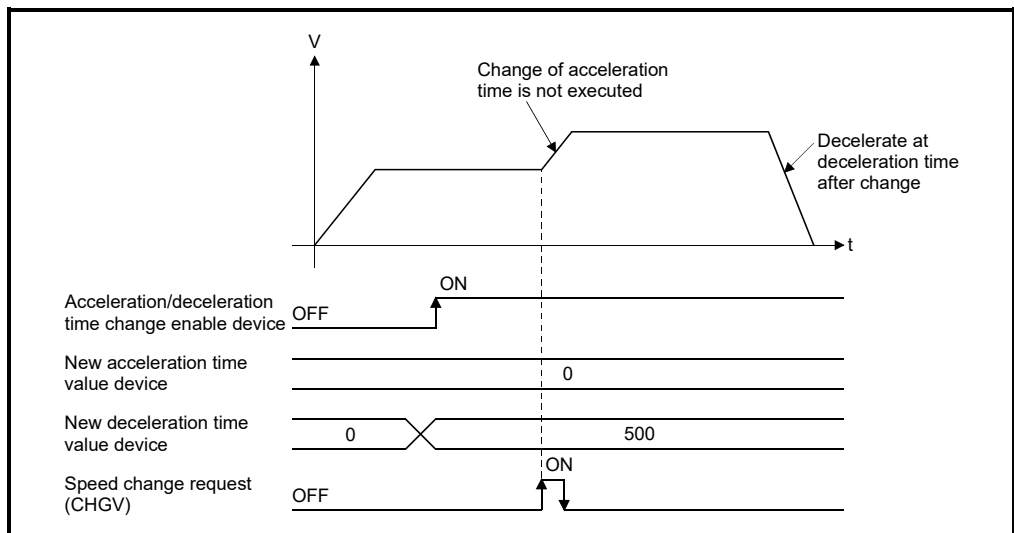 V
Change of acceleration
time is not executed
Decelerate at
deceleration time
after change
t
ON
Acceleration/deceleration
time change enable device
OFF
New acceleration time
value device
0
New deceleration time
value device
0
500
ON
Speed change request
(CHGV)
OFF